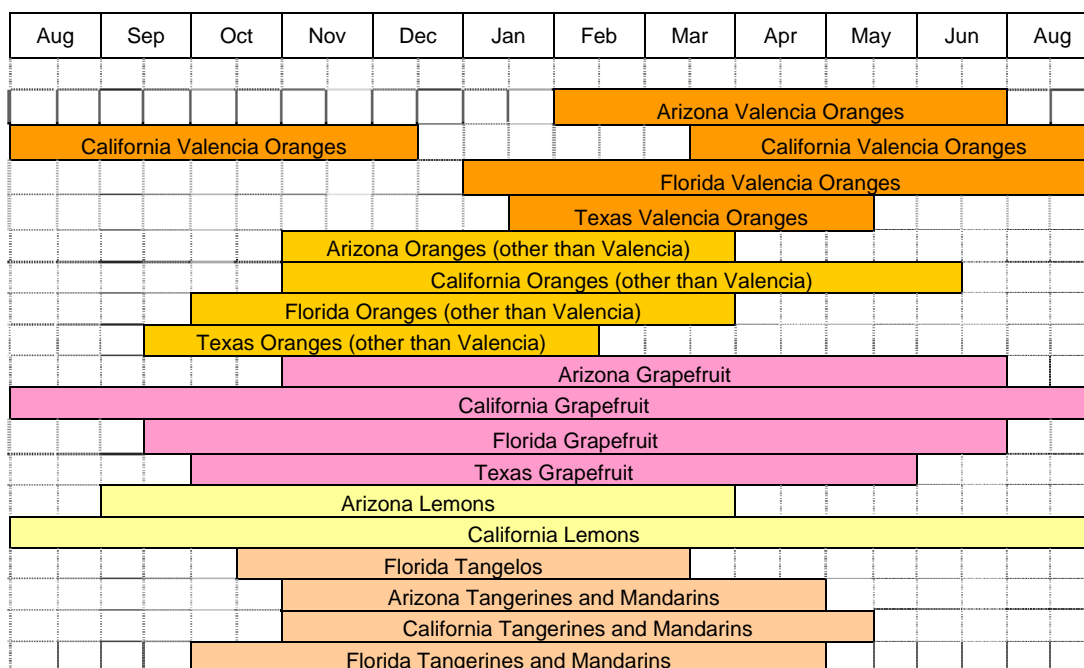 Aug Sep Oct Nov Dec Jan Feb Mar Apr May Jun Aug
Arizona Valencia Oranges
California Valencia Oranges California Valencia Oranges
Florida Valencia Oranges
Texas Valencia Oranges
Arizona Oranges (other than Valencia)
California Oranges (other than Valencia)
Florida Oranges (other than Valencia)
Texas Oranges (other than Valencia)
Arizona Grapefruit
California Grapefruit
Florida Grapefruit
Texas Grapefruit
Arizona Lemons
California Lemons
Florida Tangelos
Arizona Tangerines and Mandarins
California Tangerines and Mandarins
Florida Tangerines and Mandarins